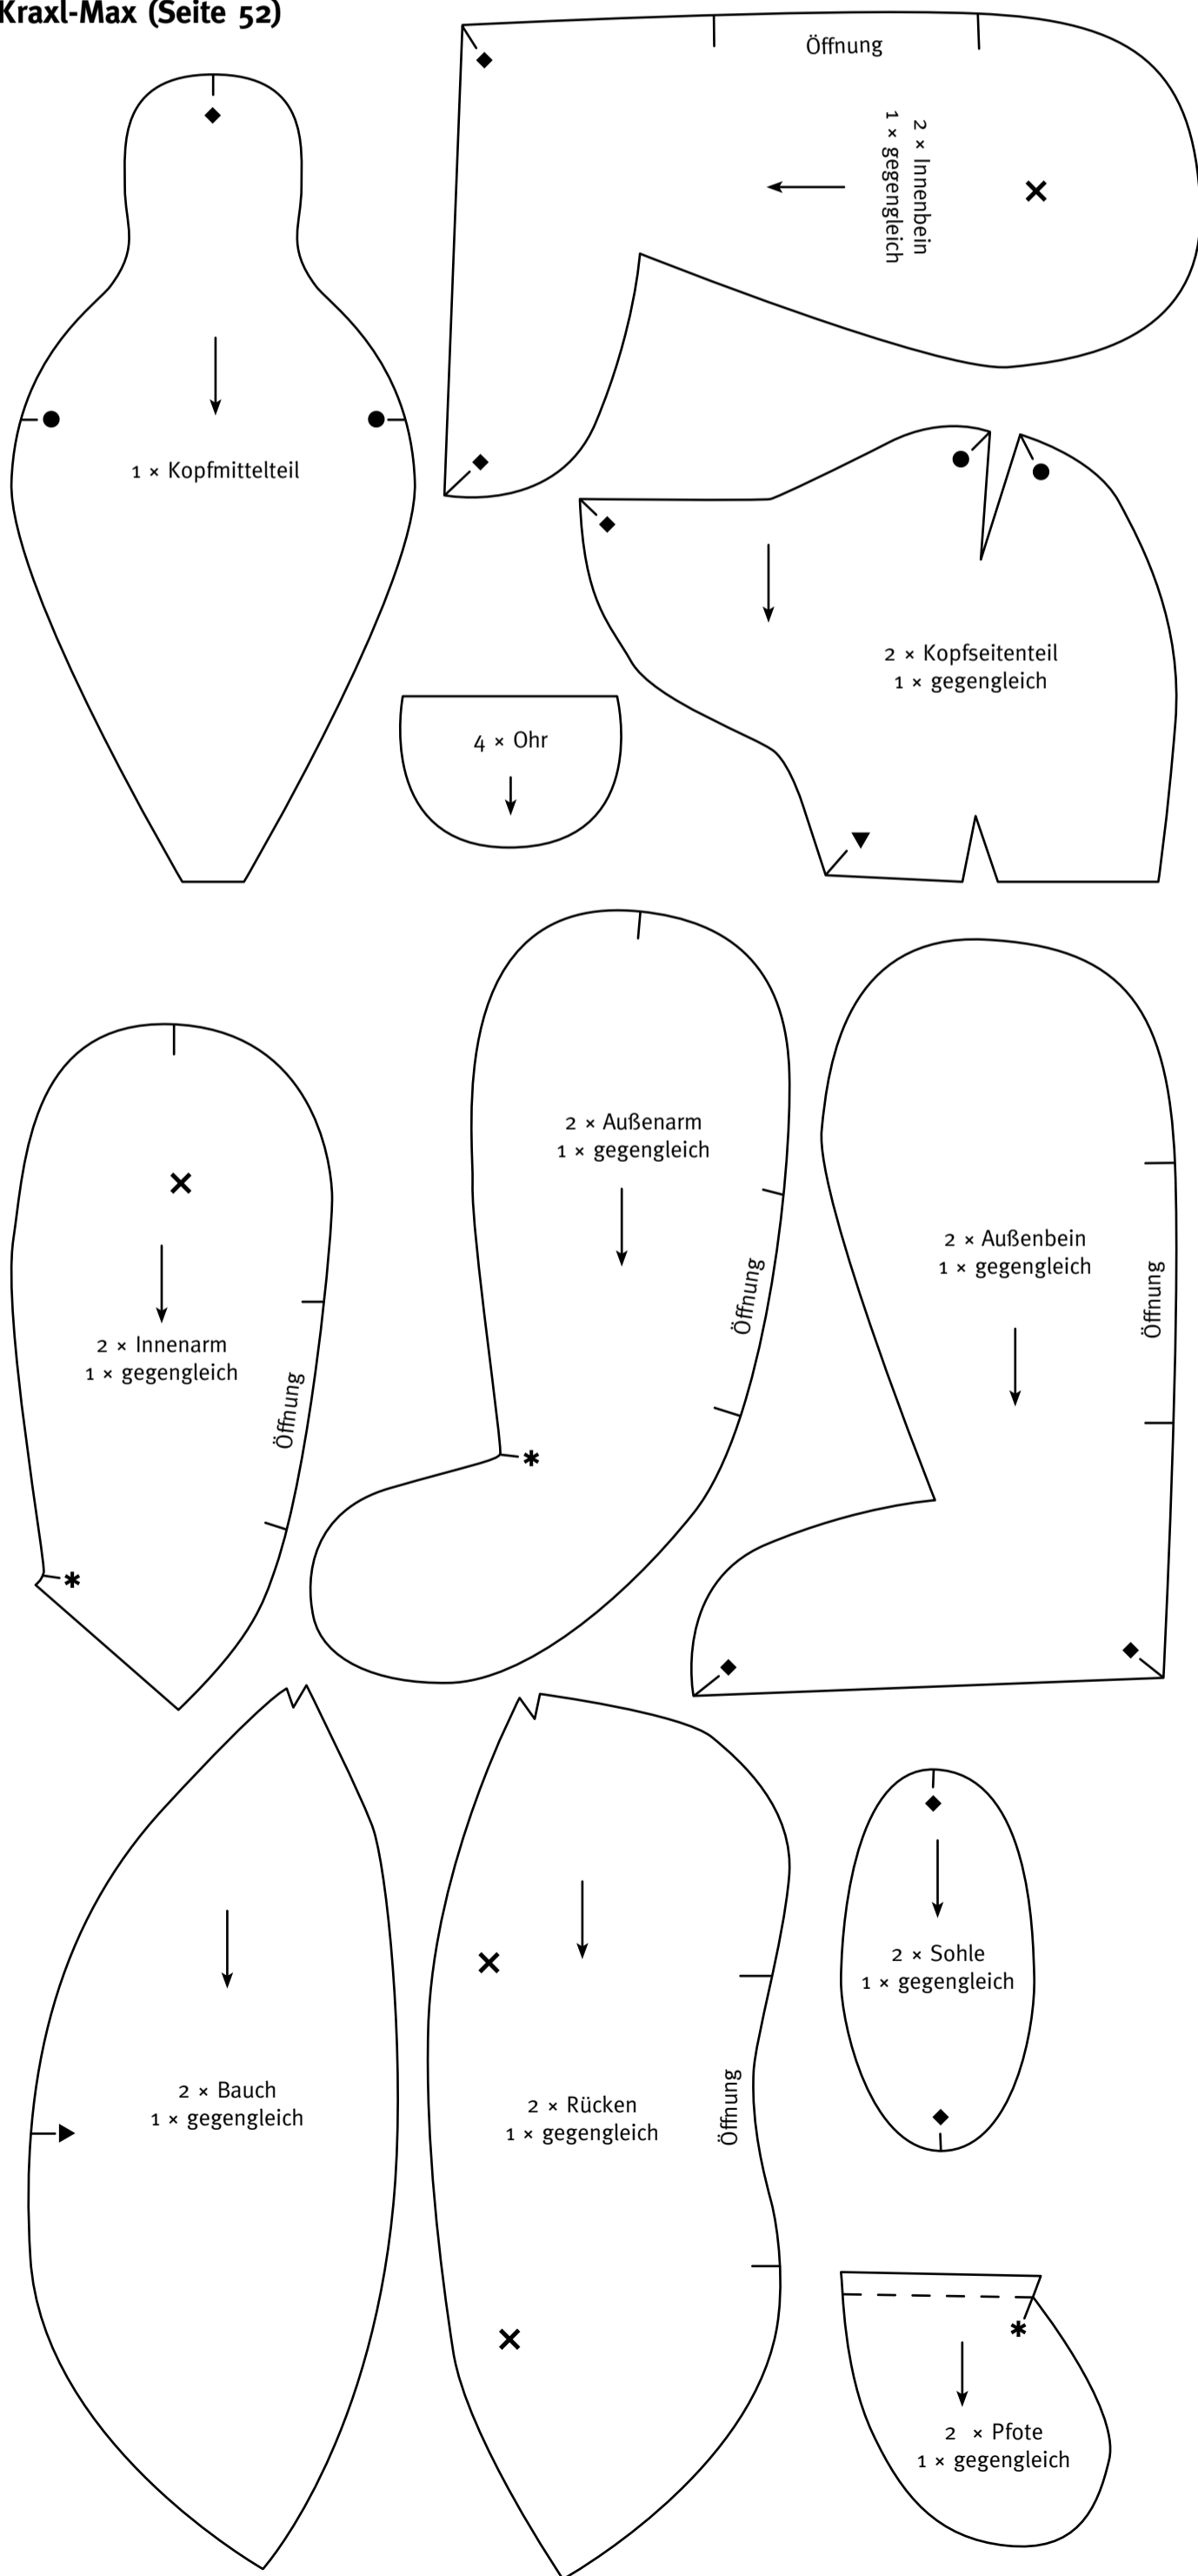 Kraxl-Max (Seite 52)
Öffnung
2 × Innenbein
1 × gegengleich
1 × Kopfmittelteil
2 × Kopfseitenteil
1 × gegengleich
4 × Ohr
2 × Außenarm
1 × gegengleich
Öffnung
2 × Außenbein
1 × gegengleich
Öffnung
2 × Innenarm
1 × gegengleich
Öffnung
2 × Bauch
1 × gegengleich
2 × Rücken
1 × gegengleich
Öffnung
2 × Sohle
1 × gegengleich
2 × Pfote
1 × gegengleich